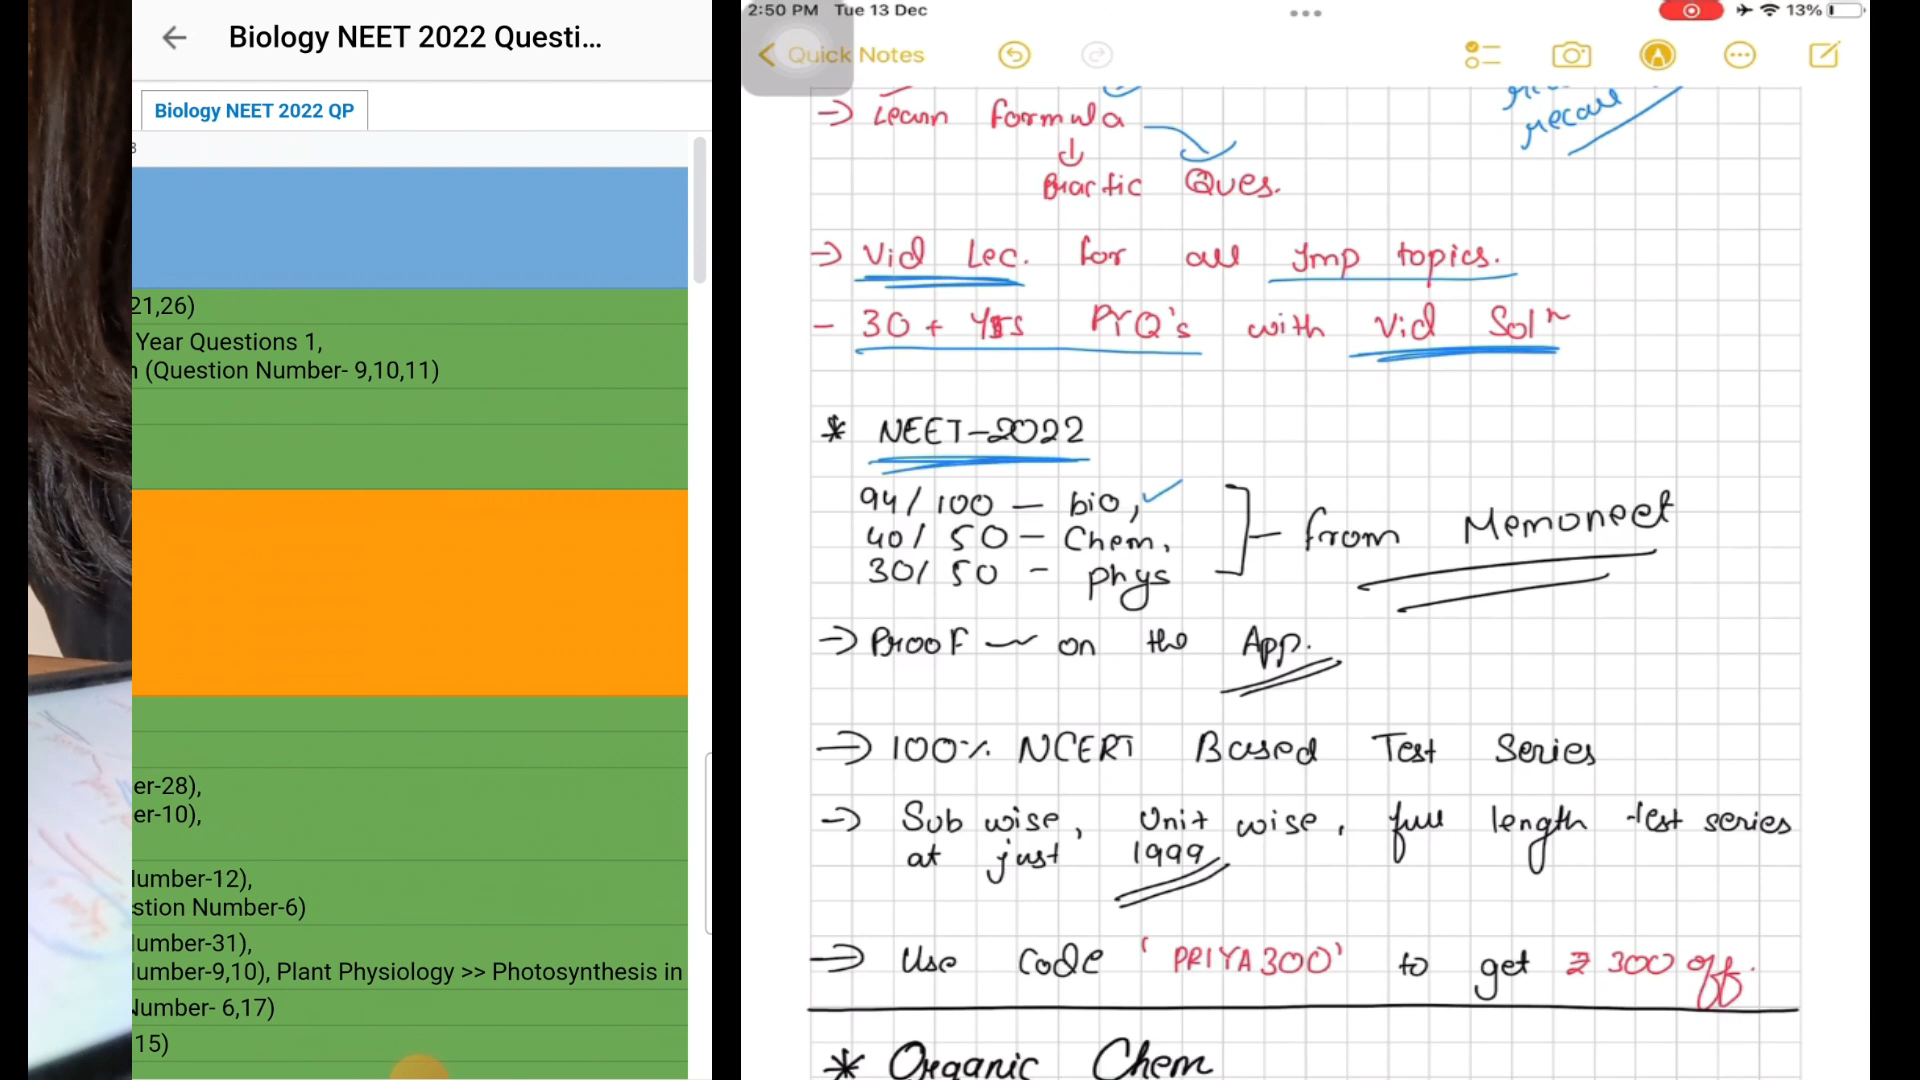 Biology NEET 2022 Questi...
Biology NEET 2022 QP
21,26)
Year Questions 1,
(Question Number- 9,10,11)
er-28),
er-10),
umber-12),
stion Number-6)
umber-31),
umber-9,10), Plant Physiology >> Photosynthesis in
Number- 6,17)
15)
2:50 PM Tue 13 Dec
13%
Quick Notes
recall
→ Learn formula
↓
Practic Ques.
→ Vid Lec. for all Imp topics.
- 30 + Yrs PYQ's with Vid Solⁿ
* NEET-2022
94/100 — bio,
40/50 — Chem,
30/50 - phys
from Memoneet
→ Proof — on the App.
→ 100% NCERT Based Test Series
→ Sub wise, Unit wise, full length test series
at just 1999
→ Use Code 'PRIYA300' to get ₹ 300 off.
* Organic Chem